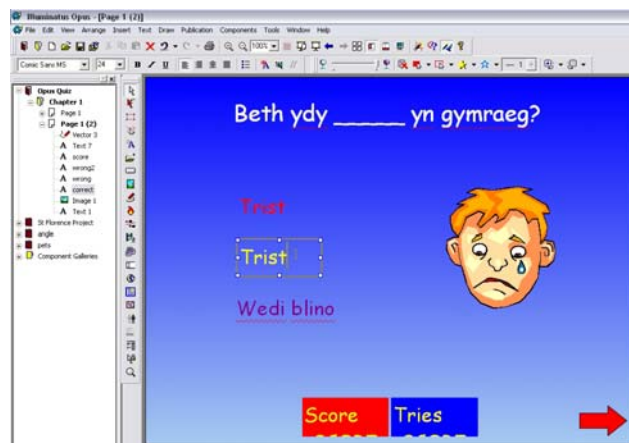 Illuminatus Opus - [Page 1 (2)]
File Edit View Arrange Insert Text Draw Publication Components Tools Window Help
100%
Comic Sans MS 24 B I U
1
Opus Quiz
Chapter 1
Page 1
Page 1 (2)
Vector 3
Text 7
score
wrong2
wrong
correct
Image 1
Text 1
St Florence Project
angle
pets
Component Galleries
Beth ydy _____ yn gymraeg?
Trist
Trist
Wedi blino
Score Tries